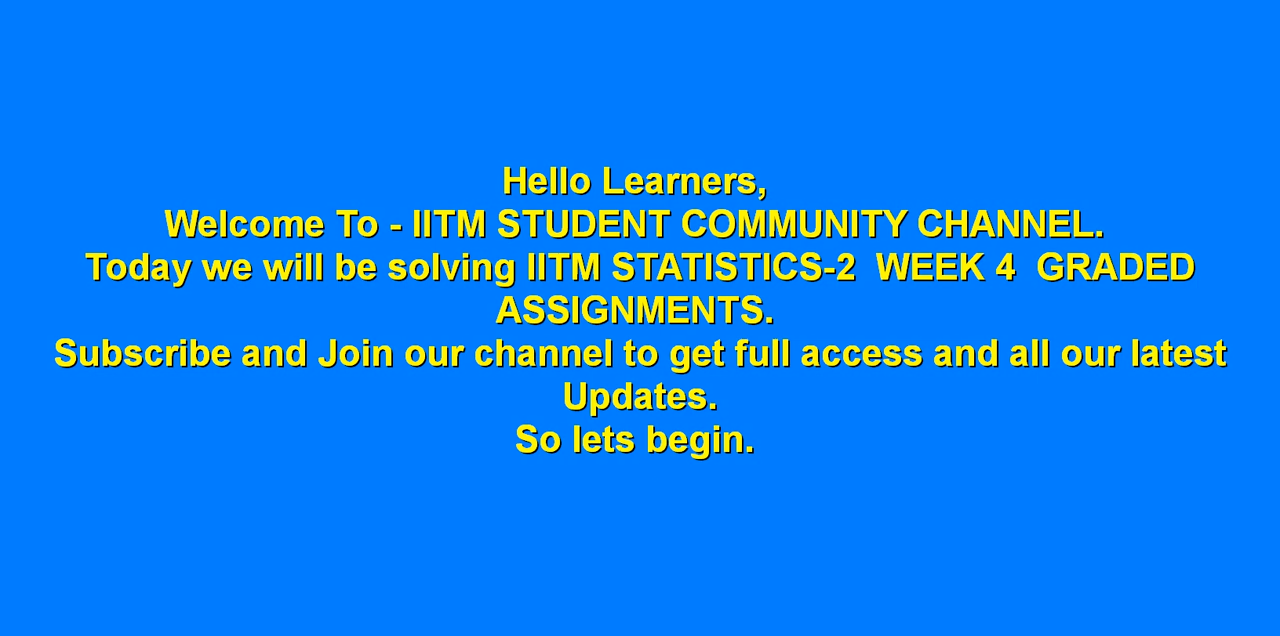 Hello Learners,
Welcome To - IITM STUDENT COMMUNITY CHANNEL.
Today we will be solving IITM STATISTICS-2  WEEK 4  GRADED
ASSIGNMENTS.
Subscribe and Join our channel to get full access and all our latest
Updates.
So lets begin.